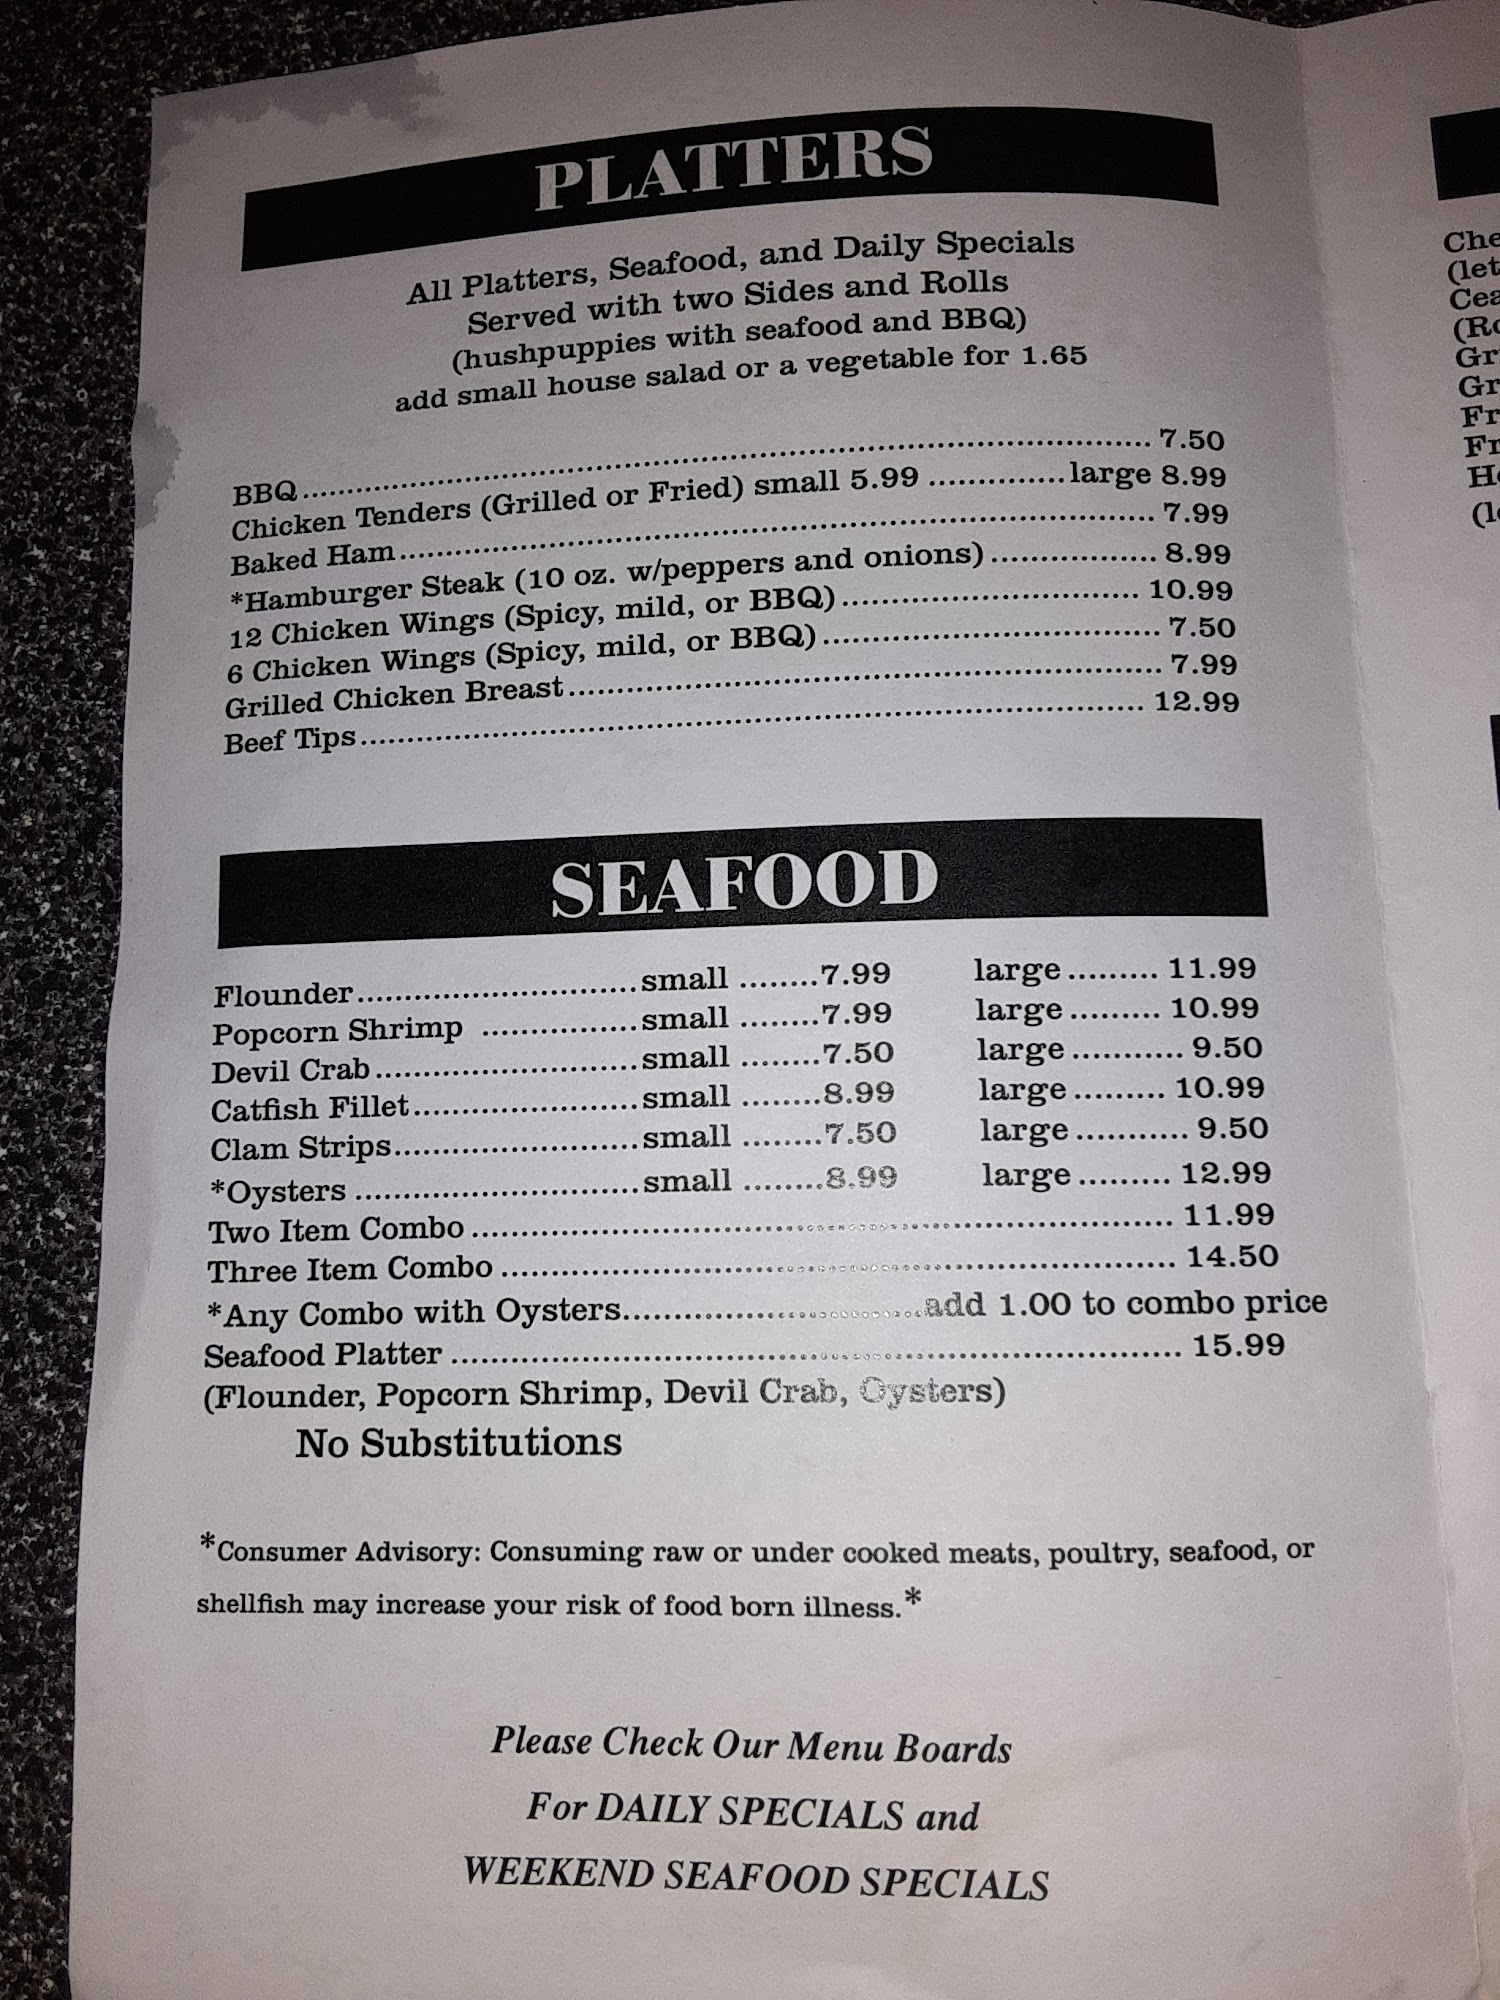 PLATTERS
All Platters, Seafood, and Daily Specials
Served with two Sides and Rolls
(hushpuppies with seafood and BBQ)
add small house salad or a vegetable for 1.65
BBQ........................................................................................ 7.50
Chicken Tenders (Grilled or Fried) small 5.99 .............large 8.99
Baked Ham............................................................................. 7.99
*Hamburger Steak (10 oz. w/peppers and onions) ................ 8.99
12 Chicken Wings (Spicy, mild, or BBQ)............................. 10.99
6 Chicken Wings (Spicy, mild, or BBQ)................................. 7.50
Grilled Chicken Breast.......................................................... 7.99
Beef Tips............................................................................. 12.99
SEAFOOD
Flounder.............................small ........7.99 large ......... 11.99
Popcorn Shrimp ................small ........7.99 large ......... 10.99
Devil Crab...........................small ........7.50 large ........... 9.50
Catfish Fillet.......................small ........8.99 large ......... 10.99
Clam Strips.........................small ........7.50 large ........... 9.50
*Oysters .............................small ........8.99 large ......... 12.99
Two Item Combo ...................................................................... 11.99
Three Item Combo ................................................................... 14.50
*Any Combo with Oysters..............................add 1.00 to combo price
Seafood Platter ........................................................................ 15.99
(Flounder, Popcorn Shrimp, Devil Crab, Oysters)
No Substitutions
*Consumer Advisory: Consuming raw or under cooked meats, poultry, seafood, or
shellfish may increase your risk of food born illness.*
Please Check Our Menu Boards
For DAILY SPECIALS and
WEEKEND SEAFOOD SPECIALS
Che
(let
Cea
(Ro
Gri
Gr
Fr
Fr